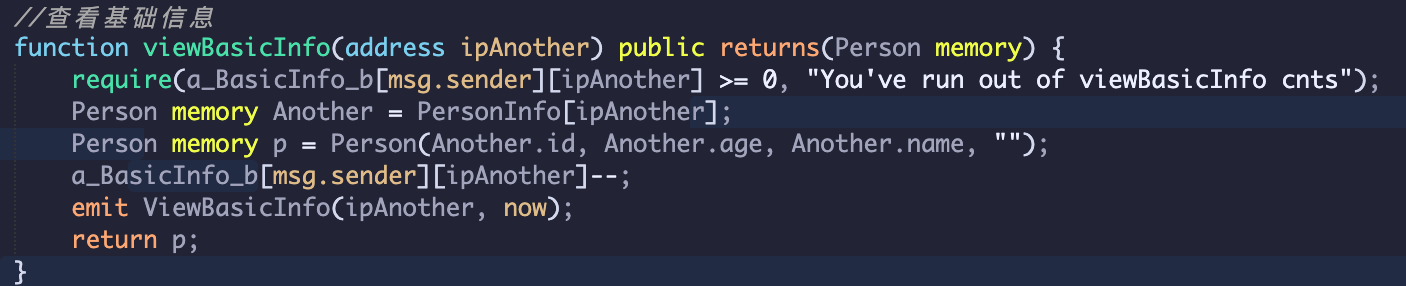 //查看基础信息
function viewBasicInfo(address ipAnother) public returns(Person memory) {
require(a_BasicInfo_b[msg.sender][ipAnother] >= 0, "You've run out of viewBasicInfo cnts");
Person memory Another = PersonInfo[ipAnother];
Person memory p = Person(Another.id, Another.age, Another.name, "");
a_BasicInfo_b[msg.sender][ipAnother]--;
emit ViewBasicInfo(ipAnother, now);
return p;
}